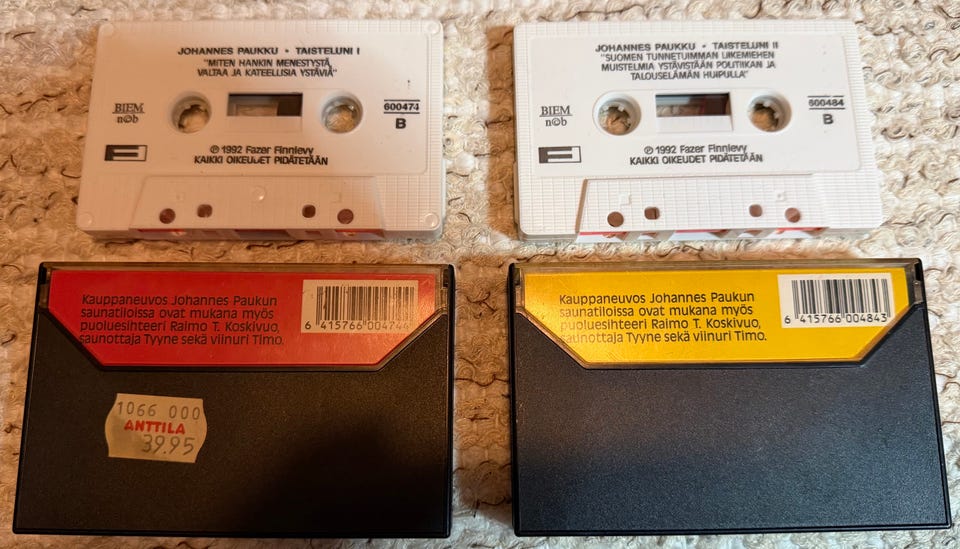 JOHANNES PAUKKU • TAISTELUNI I
"MITEN HANKIN MENESTYSTÄ,
VALTAA JA KATEELLISIA YSTÄVIÄ"
BIEM
n©b
600474
B
℗ 1992 Fazer Finnlevy
KAIKKI OIKEUDET PIDÄTETÄÄN
JOHANNES PAUKKU • TAISTELUNI II
"SUOMEN TUNNETUIMMAN LIIKEMIEHEN
MUISTELMIA YSTÄVISTÄÄN POLITIIKAN JA
TALOUSELÄMÄN HUIPULLA"
BIEM
n©b
600484
B
℗ 1992 Fazer Finnlevy
KAIKKI OIKEUDET PIDÄTETÄÄN
Kauppaneuvos Johannes Paukun
saunatiloissa ovat mukana myös
puoluesihteeri Raimo T. Koskivuo,
saunottaja Tyyne sekä viinuri Timo.
6 415766 004744
1066 000
ANTTILA
39.95
Kauppaneuvos Johannes Paukun
saunatiloissa ovat mukana myös
puoluesihteeri Raimo T. Koskivuo,
saunottaja Tyyne sekä viinuri Timo.
6 415766 004843